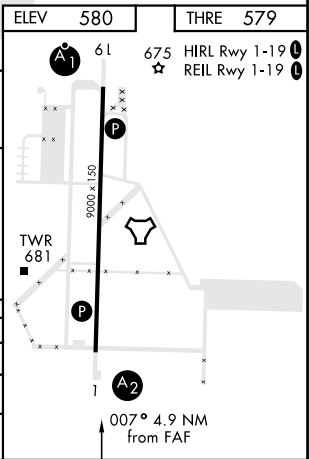 ELEV 580
THRE 579
A1
19
675
HIRL Rwy 1-19 L
REIL Rwy 1-19 L
P
9000 x 150
TWR
681
P
1
A2
007° 4.9 NM
from FAF